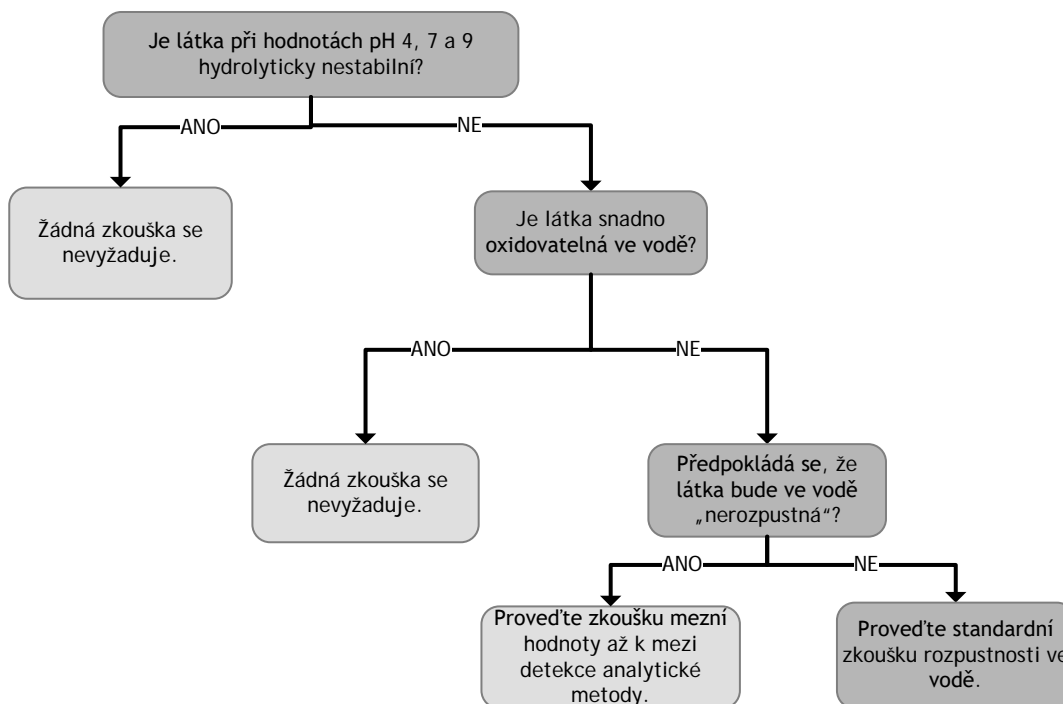 Je látka při hodnotách pH 4, 7 a 9
hydrolyticky nestabilní?
ANO
NE
Žádná zkouška se
nevyžaduje.
Je látka snadno
oxidovatelná ve vodě?
ANO
NE
Žádná zkouška se
nevyžaduje.
Předpokládá se, že
látka bude ve vodě
„nerozpustná“?
ANO
NE
Proveďte zkoušku mezní
hodnoty až k mezi
detekce analytické
metody.
Proveďte standardní
zkoušku rozpustnosti ve
vodě.